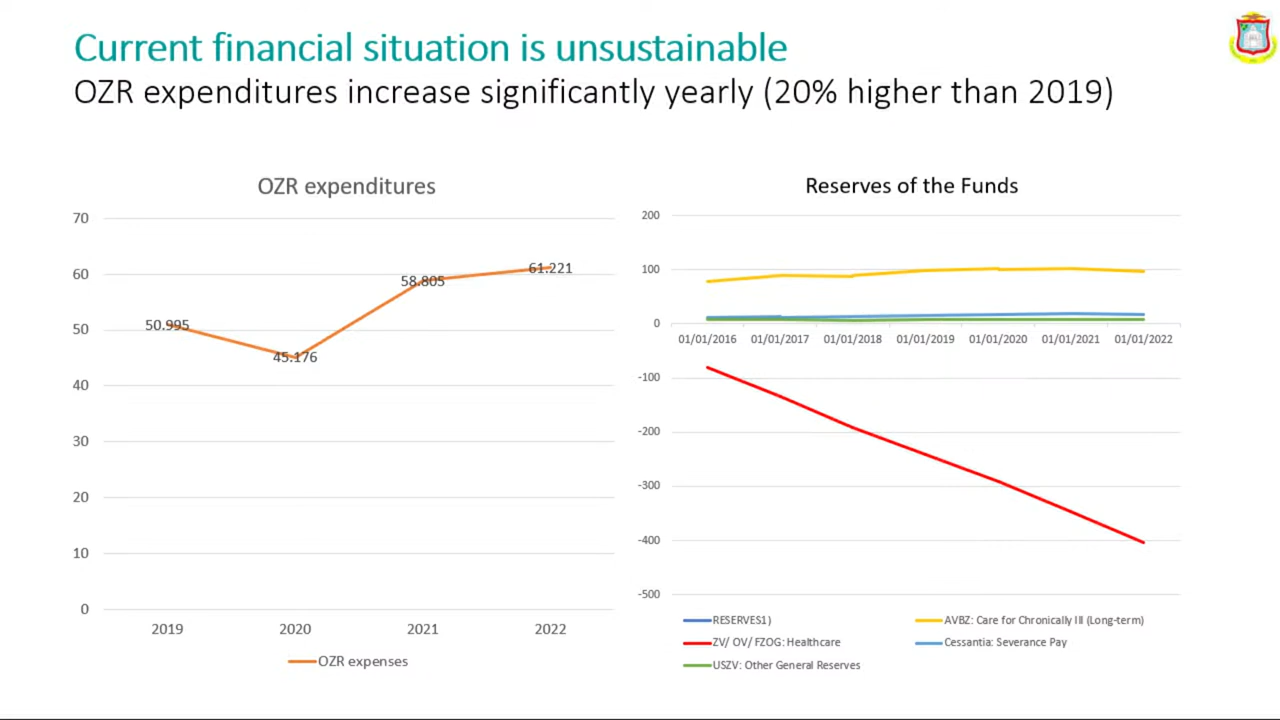 Current financial situation is unsustainable
OZR expenditures increase significantly yearly (20% higher than 2019)
OZR expenditures
70
60
50
40
30
20
10
0
50.995
45.176
58.805
61.221
2019 2020 2021 2022
OZR expenses
Reserves of the Funds
200
100
0
-100
-200
-300
-400
-500
01/01/2016 01/01/2017 01/01/2018 01/01/2019 01/01/2020 01/01/2021 01/01/2022
RESERVES1) AVBZ: Care for Chronically Ill (Long-term)
ZV/ OV/ FZOG: Healthcare Cessantia: Severance Pay
USZV: Other General Reserves